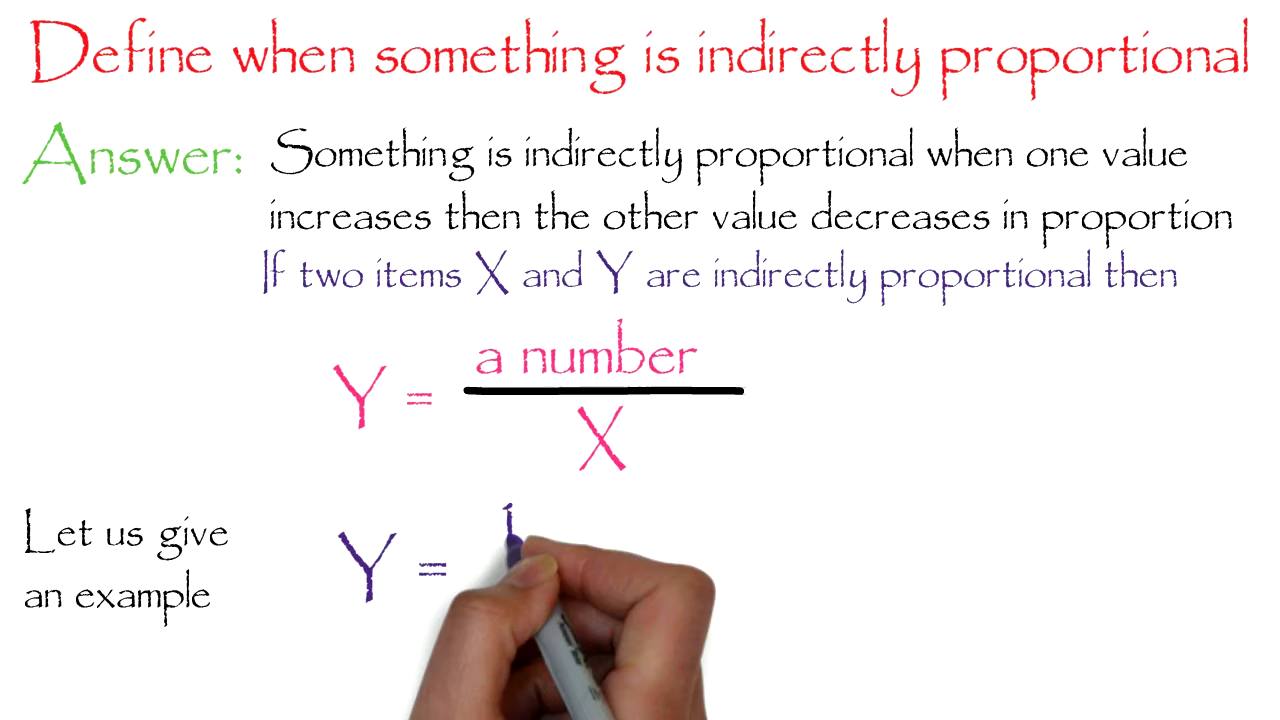 Define when something is indirectly proportional
Answer: Something is indirectly proportional when one value
increases then the other value decreases in proportion
If two items X and Y are indirectly proportional then
a number
Y =
X
Let us give
an example
Y =